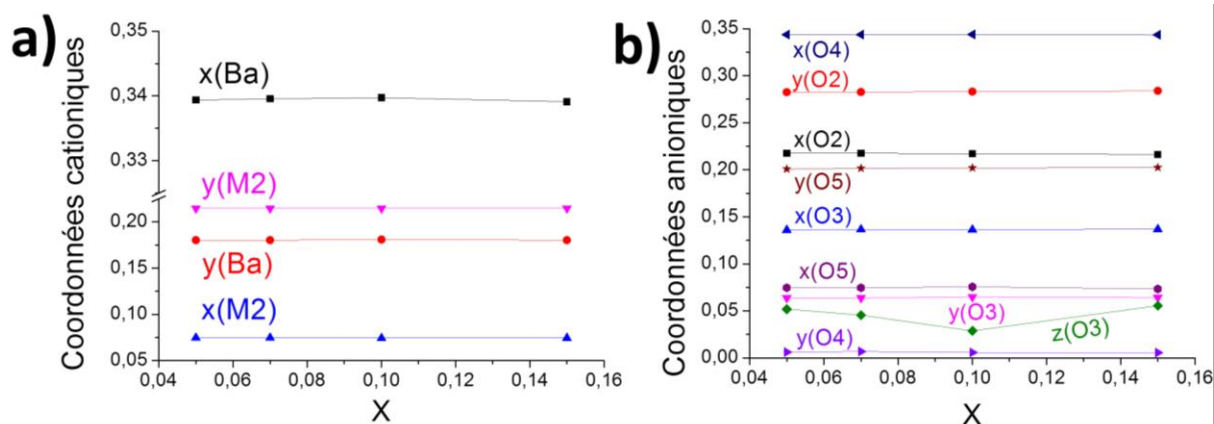 a)
Coordonnées cationiques
0,35
0,34
0,33
0,20
0,15
0,10
0,05
x(Ba)
y(M2)
y(Ba)
x(M2)
0,04 0,06 0,08 0,10 0,12 0,14 0,16
X
b)
Coordonnées anioniques
0,35
0,30
0,25
0,20
0,15
0,10
0,05
0,00
x(O4)
y(O2)
x(O2)
y(O5)
x(O3)
x(O5)
y(O3)
z(O3)
y(O4)
0,04 0,06 0,08 0,10 0,12 0,14 0,16
X